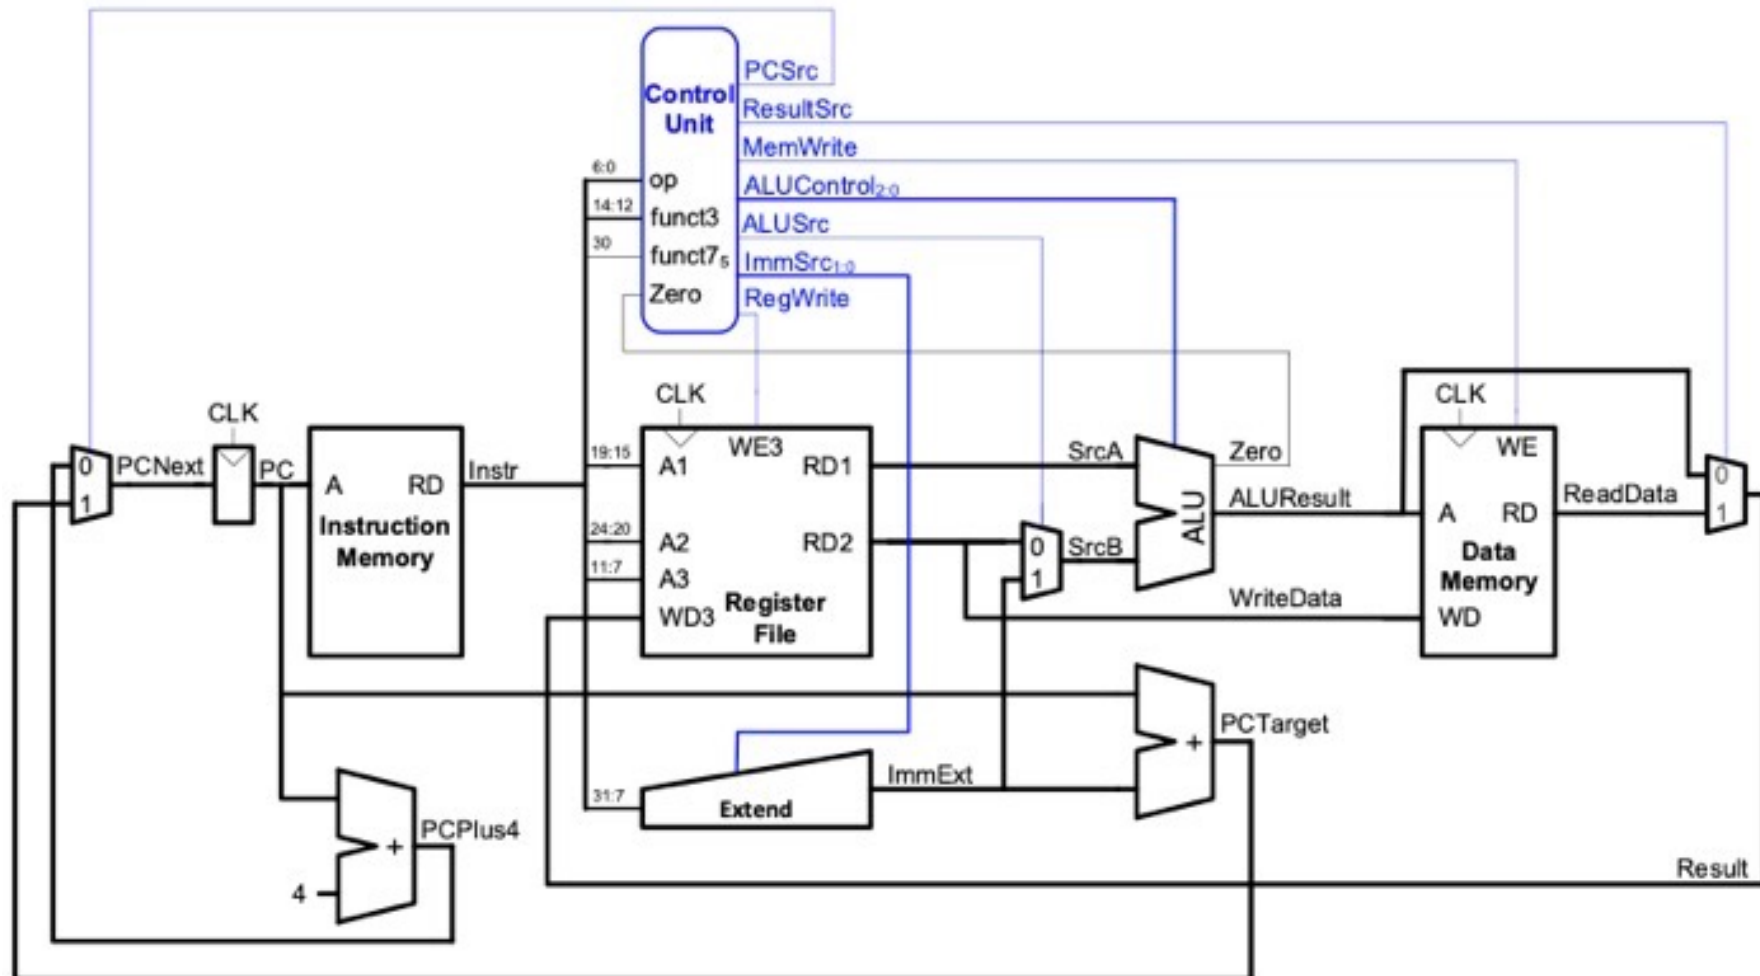 PCSrc
Control
Unit
ResultSrc
MemWrite
6:0
op
ALUControl2:0
14:12
funct3
ALUSrc
30
funct75
ImmSrc1:0
Zero
RegWrite
CLK
CLK
CLK
0
1
PCNext
PC
A
RD
Instruction
Memory
Instr
19:15
A1
WE3
RD1
24:20
A2
RD2
11:7
A3
WD3
Register
File
0
1
SrcA
SrcB
ALU
Zero
ALUResult
WriteData
WE
A
RD
Data
Memory
WD
ReadData
0
1
PCTarget
+
31:7
Extend
ImmExt
PCPlus4
+
4
Result